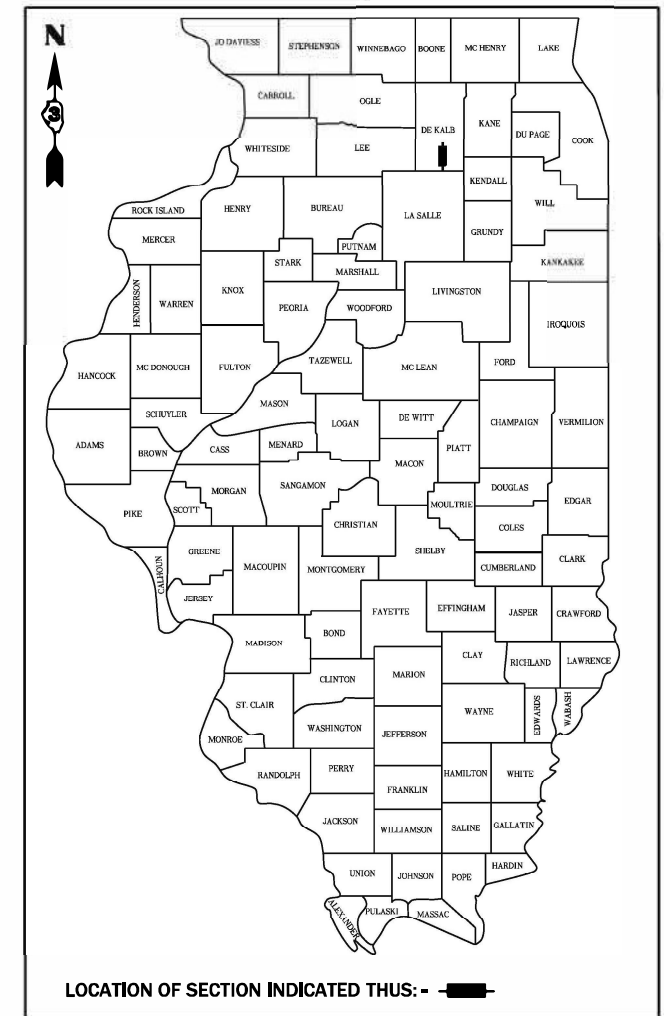 N
3
JO DAVIESS STEPHENSON WINNEBAGO BOONE MC HENRY LAKE
CARROLL OGLE KANE DU PAGE COOK
DE KALB
WHITESIDE LEE
KENDALL
WILL
ROCK ISLAND HENRY BUREAU LA SALLE
MERCER PUTNAM GRUNDY
STARK MARSHALL KANKAKEE
HENDERSON WARREN KNOX PEORIA WOODFORD LIVINGSTON
IROQUOIS
HANCOCK MC DONOUGH FULTON TAZEWELL MC LEAN FORD
MASON
SCHUYLER LOGAN DE WITT CHAMPAIGN VERMILION
ADAMS BROWN CASS MENARD PIATT
MACON
MORGAN SANGAMON DOUGLAS EDGAR
PIKE SCOTT CHRISTIAN MOULTRIE
COLES
GREENE SHELBY
CALHOUN MACOUPIN MONTGOMERY CUMBERLAND CLARK
JERSEY
FAYETTE EFFINGHAM JASPER CRAWFORD
MADISON BOND
CLAY RICHLAND LAWRENCE
CLINTON MARION
ST. CLAIR WAYNE EDWARDS WABASH
WASHINGTON JEFFERSON
MONROE
RANDOLPH PERRY HAMILTON WHITE
FRANKLIN
JACKSON WILLIAMSON SALINE GALLATIN
UNION JOHNSON POPE HARDIN
ALEXANDER PULASKI MASSAC
LOCATION OF SECTION INDICATED THUS: -